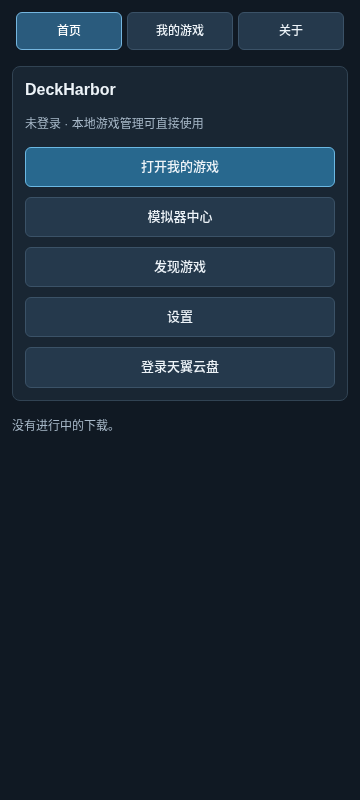 首页
我的游戏
关于
DeckHarbor
未登录 · 本地游戏管理可直接使用
打开我的游戏
模拟器中心
发现游戏
设置
登录天翼云盘
没有进行中的下载。